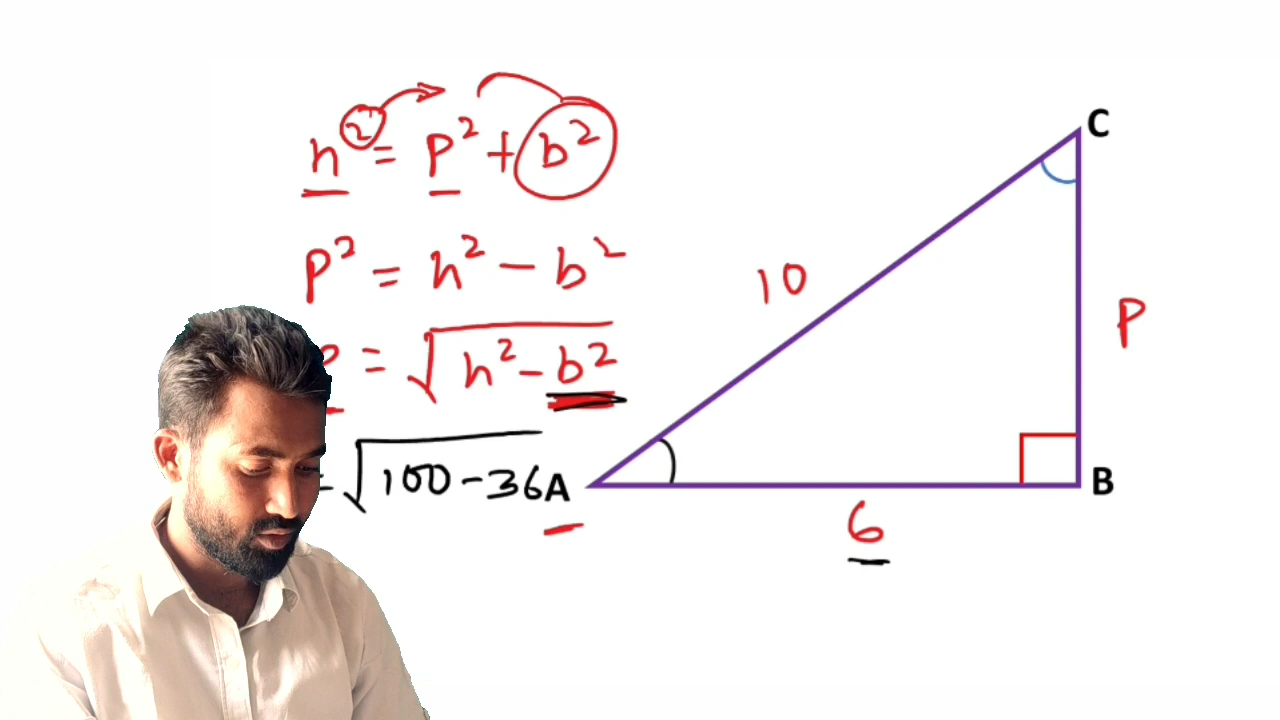 h² = p² + b²
p² = h² - b²
p = √h² - b²
= √100 - 36
C
10
P
A
B
6